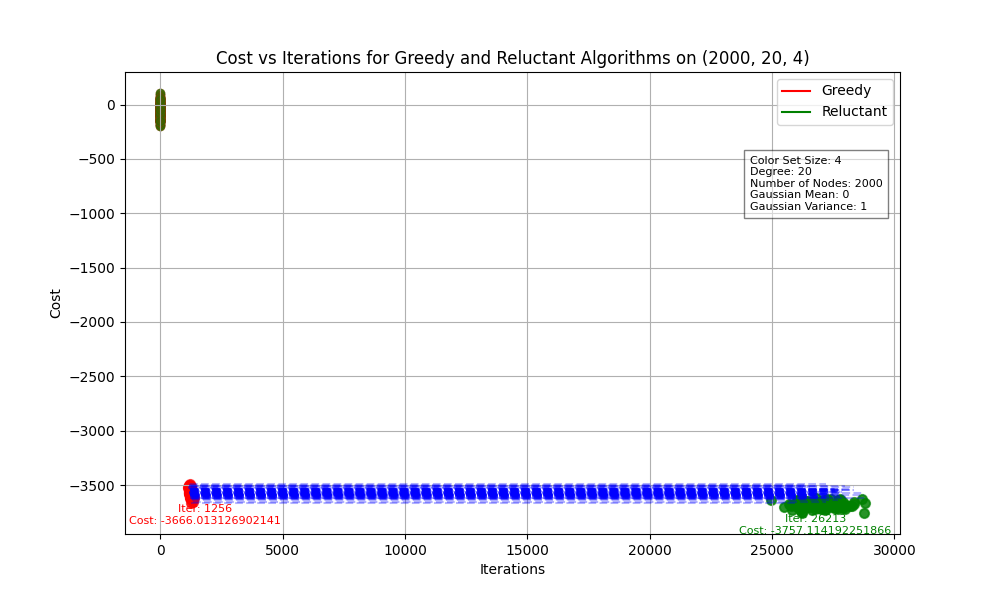 Cost vs Iterations for Greedy and Reluctant Algorithms on (2000, 20, 4)
Greedy
Reluctant
Color Set Size: 4
Degree: 20
Number of Nodes: 2000
Gaussian Mean: 0
Gaussian Variance: 1
Cost
0
−500
−1000
−1500
−2000
−2500
−3000
−3500
Iter: 1256
Cost: -3666.013126902141
Iter: 26213
Cost: -3757.114192251866
0 5000 10000 15000 20000 25000 30000
Iterations